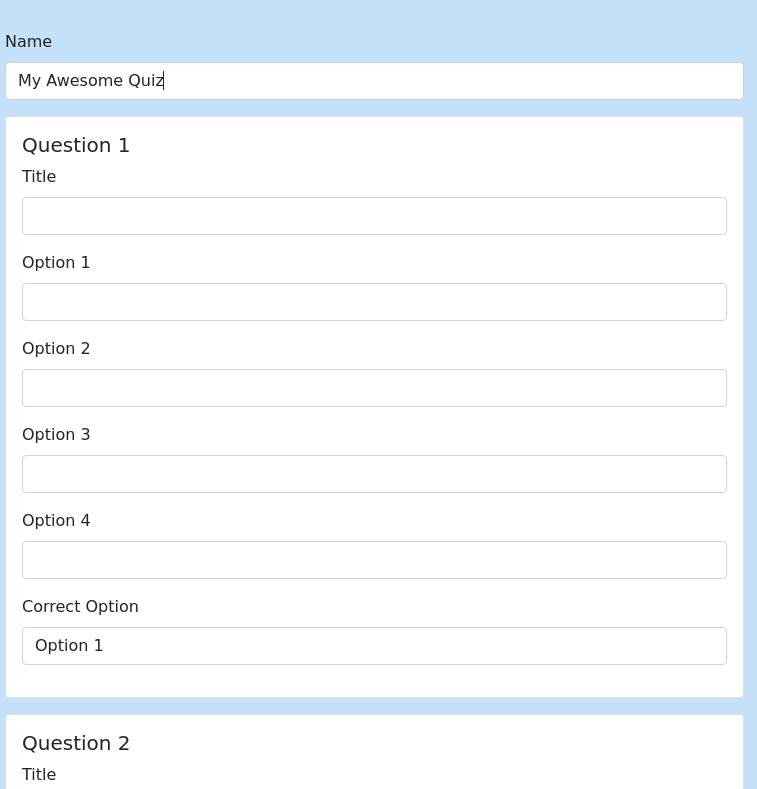 Name
My Awesome Quiz
Question 1
Title
Option 1
Option 2
Option 3
Option 4
Correct Option
Option 1
Question 2
Title